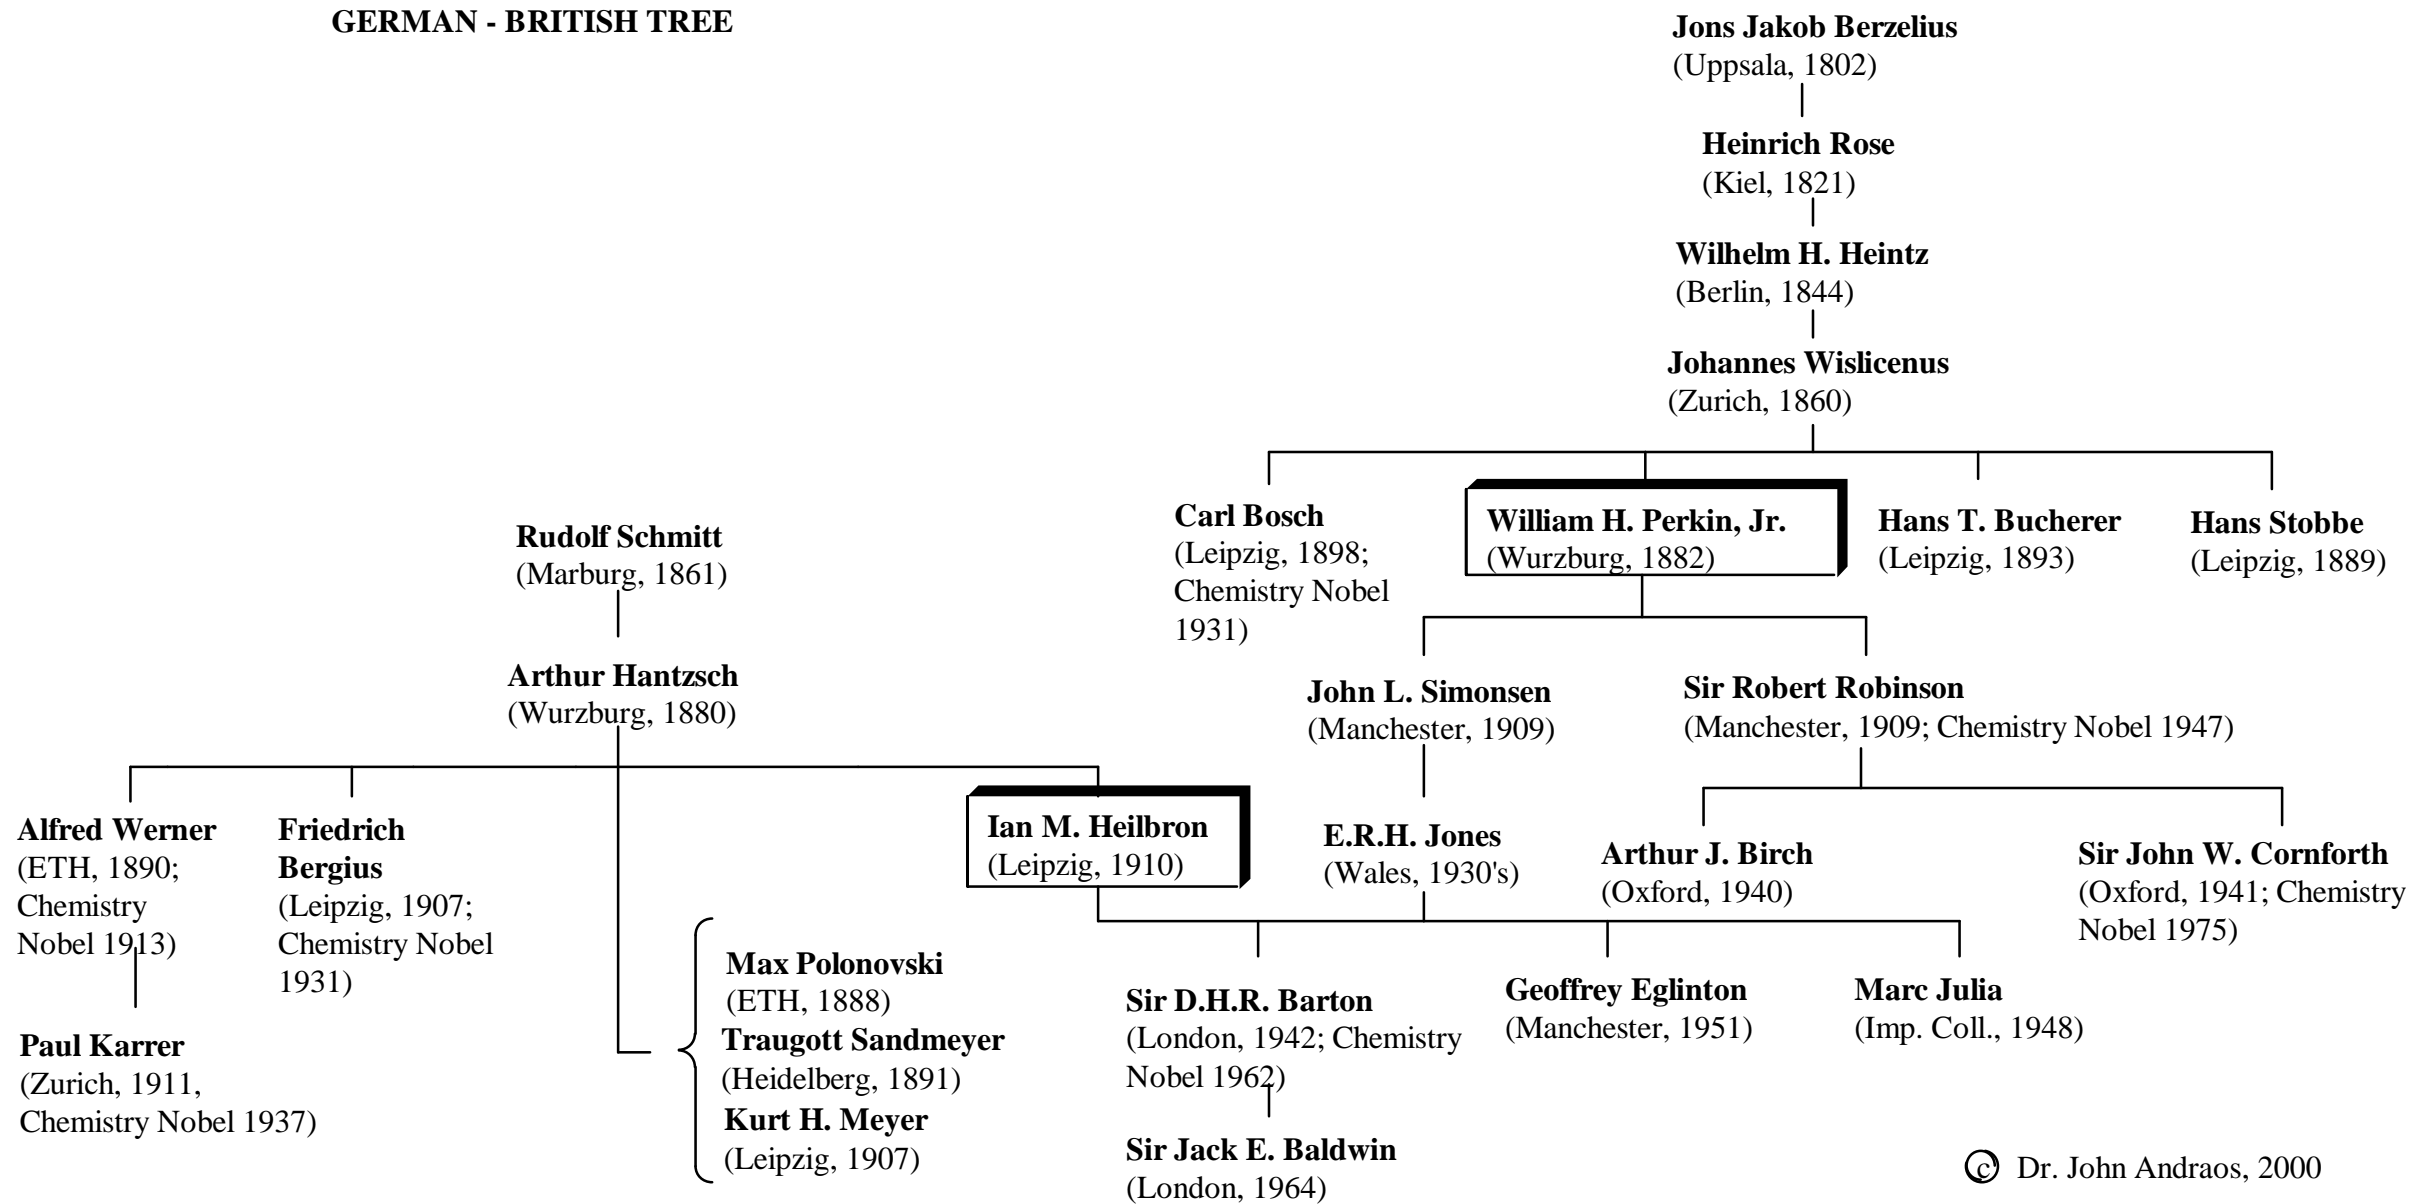 GERMAN - BRITISH TREE
Jons Jakob Berzelius
(Uppsala, 1802)
Heinrich Rose
(Kiel, 1821)
Wilhelm H. Heintz
(Berlin, 1844)
Johannes Wislicenus
(Zurich, 1860)
Carl Bosch
(Leipzig, 1898;
Chemistry Nobel
1931)
William H. Perkin, Jr.
(Wurzburg, 1882)
Hans T. Bucherer
(Leipzig, 1893)
Hans Stobbe
(Leipzig, 1889)
Rudolf Schmitt
(Marburg, 1861)
Arthur Hantzsch
(Wurzburg, 1880)
John L. Simonsen
(Manchester, 1909)
Sir Robert Robinson
(Manchester, 1909; Chemistry Nobel 1947)
Alfred Werner
(ETH, 1890;
Chemistry
Nobel 1913)
Friedrich
Bergius
(Leipzig, 1907;
Chemistry Nobel
1931)
Ian M. Heilbron
(Leipzig, 1910)
E.R.H. Jones
(Wales, 1930's)
Arthur J. Birch
(Oxford, 1940)
Sir John W. Cornforth
(Oxford, 1941; Chemistry
Nobel 1975)
Paul Karrer
(Zurich, 1911,
Chemistry Nobel 1937)
Max Polonovski
(ETH, 1888)
Traugott Sandmeyer
(Heidelberg, 1891)
Kurt H. Meyer
(Leipzig, 1907)
Sir D.H.R. Barton
(London, 1942; Chemistry
Nobel 1962)
Geoffrey Eglinton
(Manchester, 1951)
Marc Julia
(Imp. Coll., 1948)
Sir Jack E. Baldwin
(London, 1964)
© Dr. John Andraos, 2000